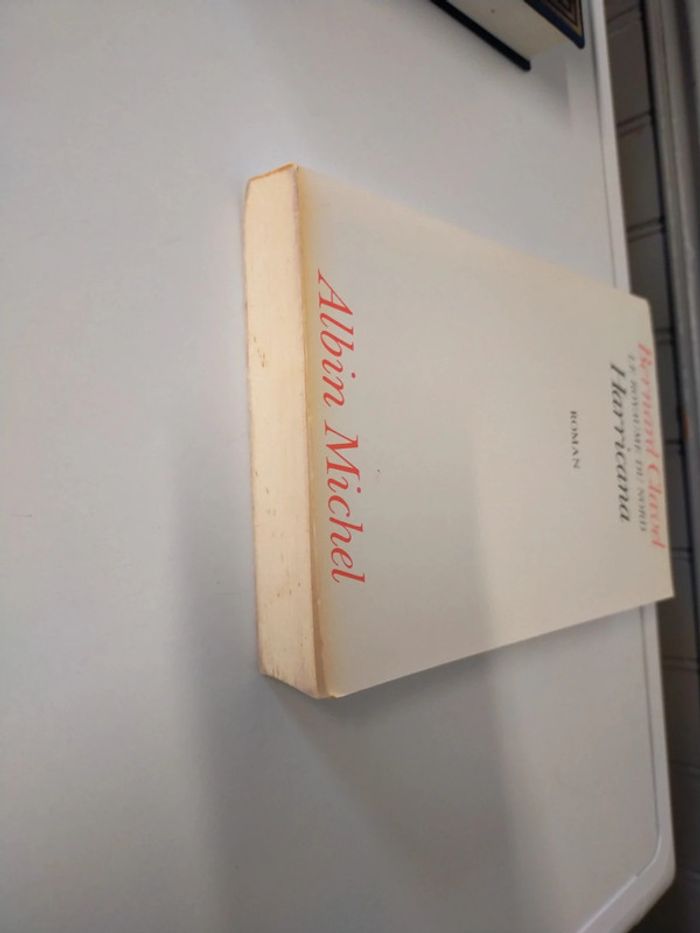 Bernard Clavel
LE ROYAUME DU NORD
Harricana
ROMAN
Albin Michel